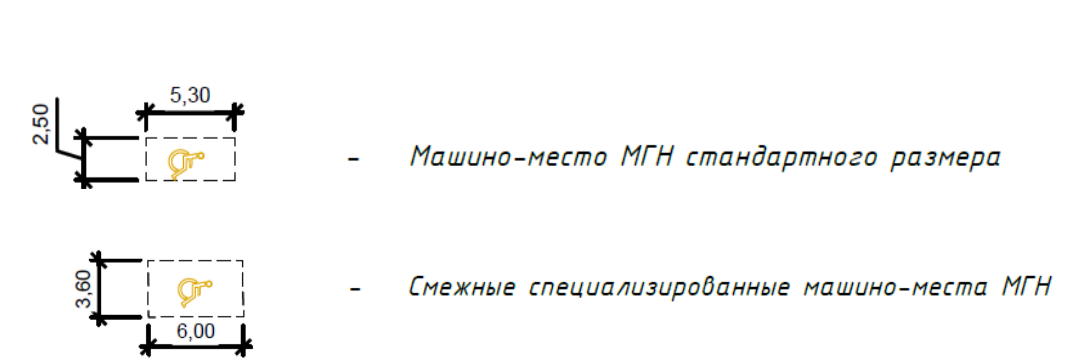 5,30
2,50
- Машино-место МГН стандартного размера
3,60
- Смежные специализированные машино-места МГН
6,00